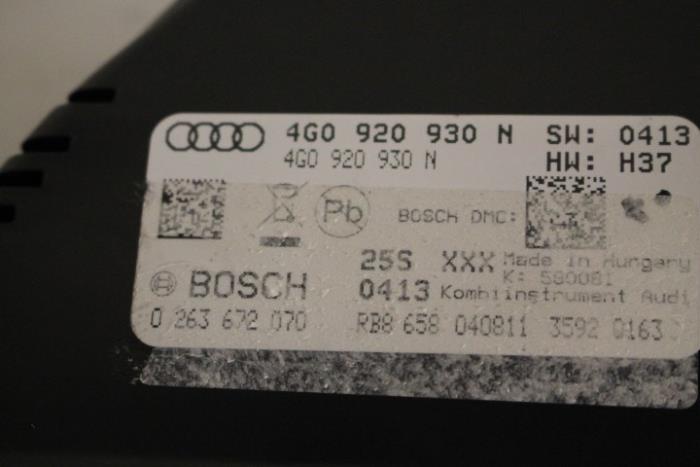 4G0 920 930 N SW: 0413
4G0 920 930 N HW: H37
Pb BOSCH DMC:
25S XXX Made in Hungary
K: 590081
BOSCH 0413 Kombiinstrument Audi
0 263 672 070 RB8 658 040811 3592 0163